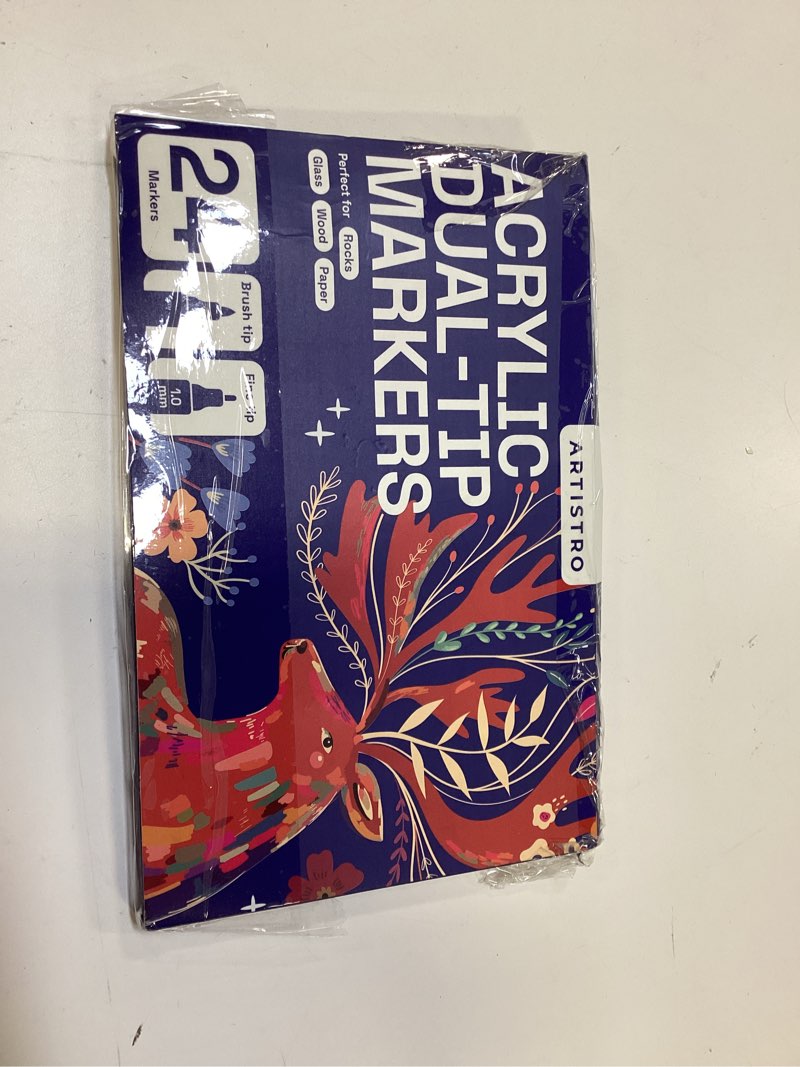 ARTISTRO
ACRYLIC
DUAL-TIP
MARKERS
Perfect for Rocks
Glass Wood Paper
24
Markers
Brush tip
Fine tip
1.0
mm